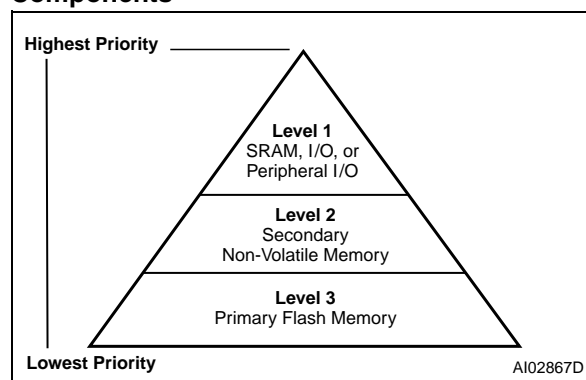 Components
Highest Priority
Level 1
SRAM, I/O, or
Peripheral I/O
Level 2
Secondary
Non-Volatile Memory
Level 3
Primary Flash Memory
Lowest Priority
AI02867D